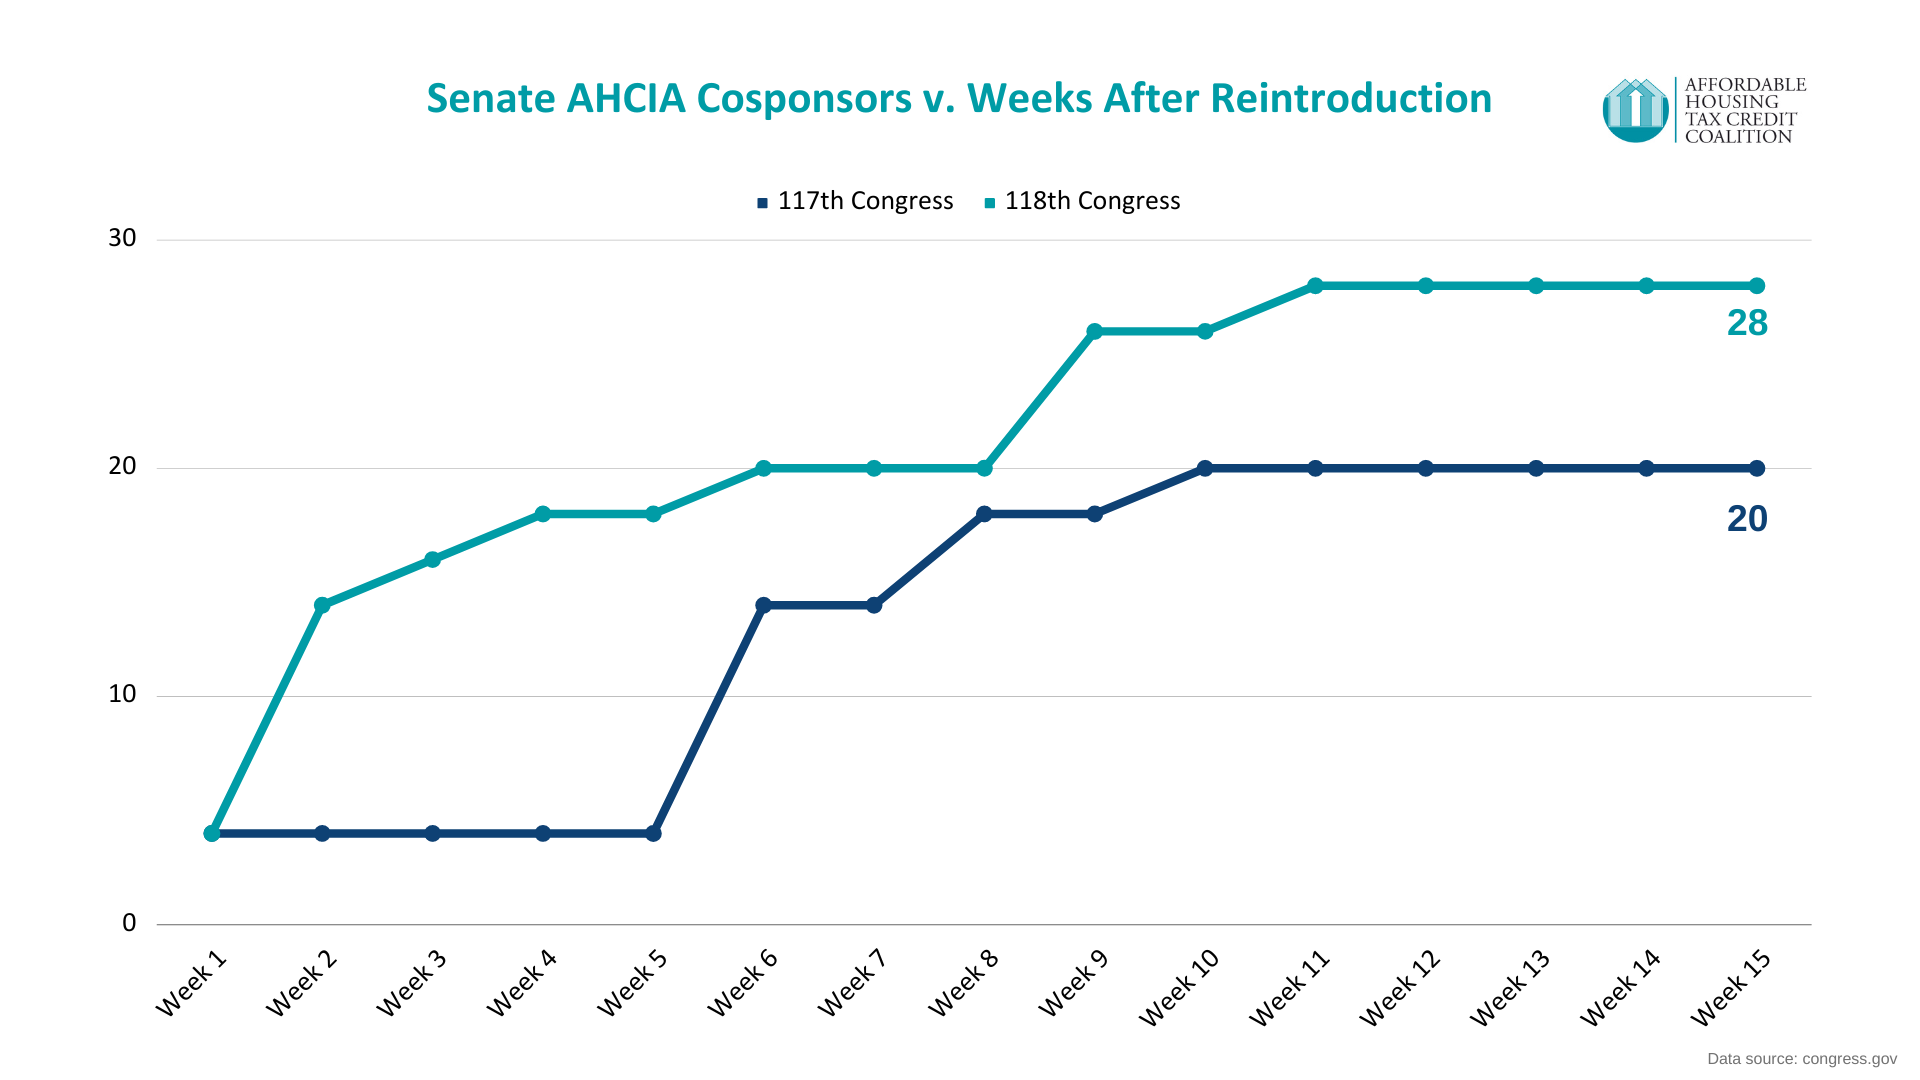 Senate AHCIA Cosponsors v. Weeks After Reintroduction
AFFORDABLE
HOUSING
TAX CREDIT
COALITION
117th Congress
118th Congress
30
20
10
0
28
20
Week 1
Week 2
Week 3
Week 4
Week 5
Week 6
Week 7
Week 8
Week 9
Week 10
Week 11
Week 12
Week 13
Week 14
Week 15
Data source: congress.gov